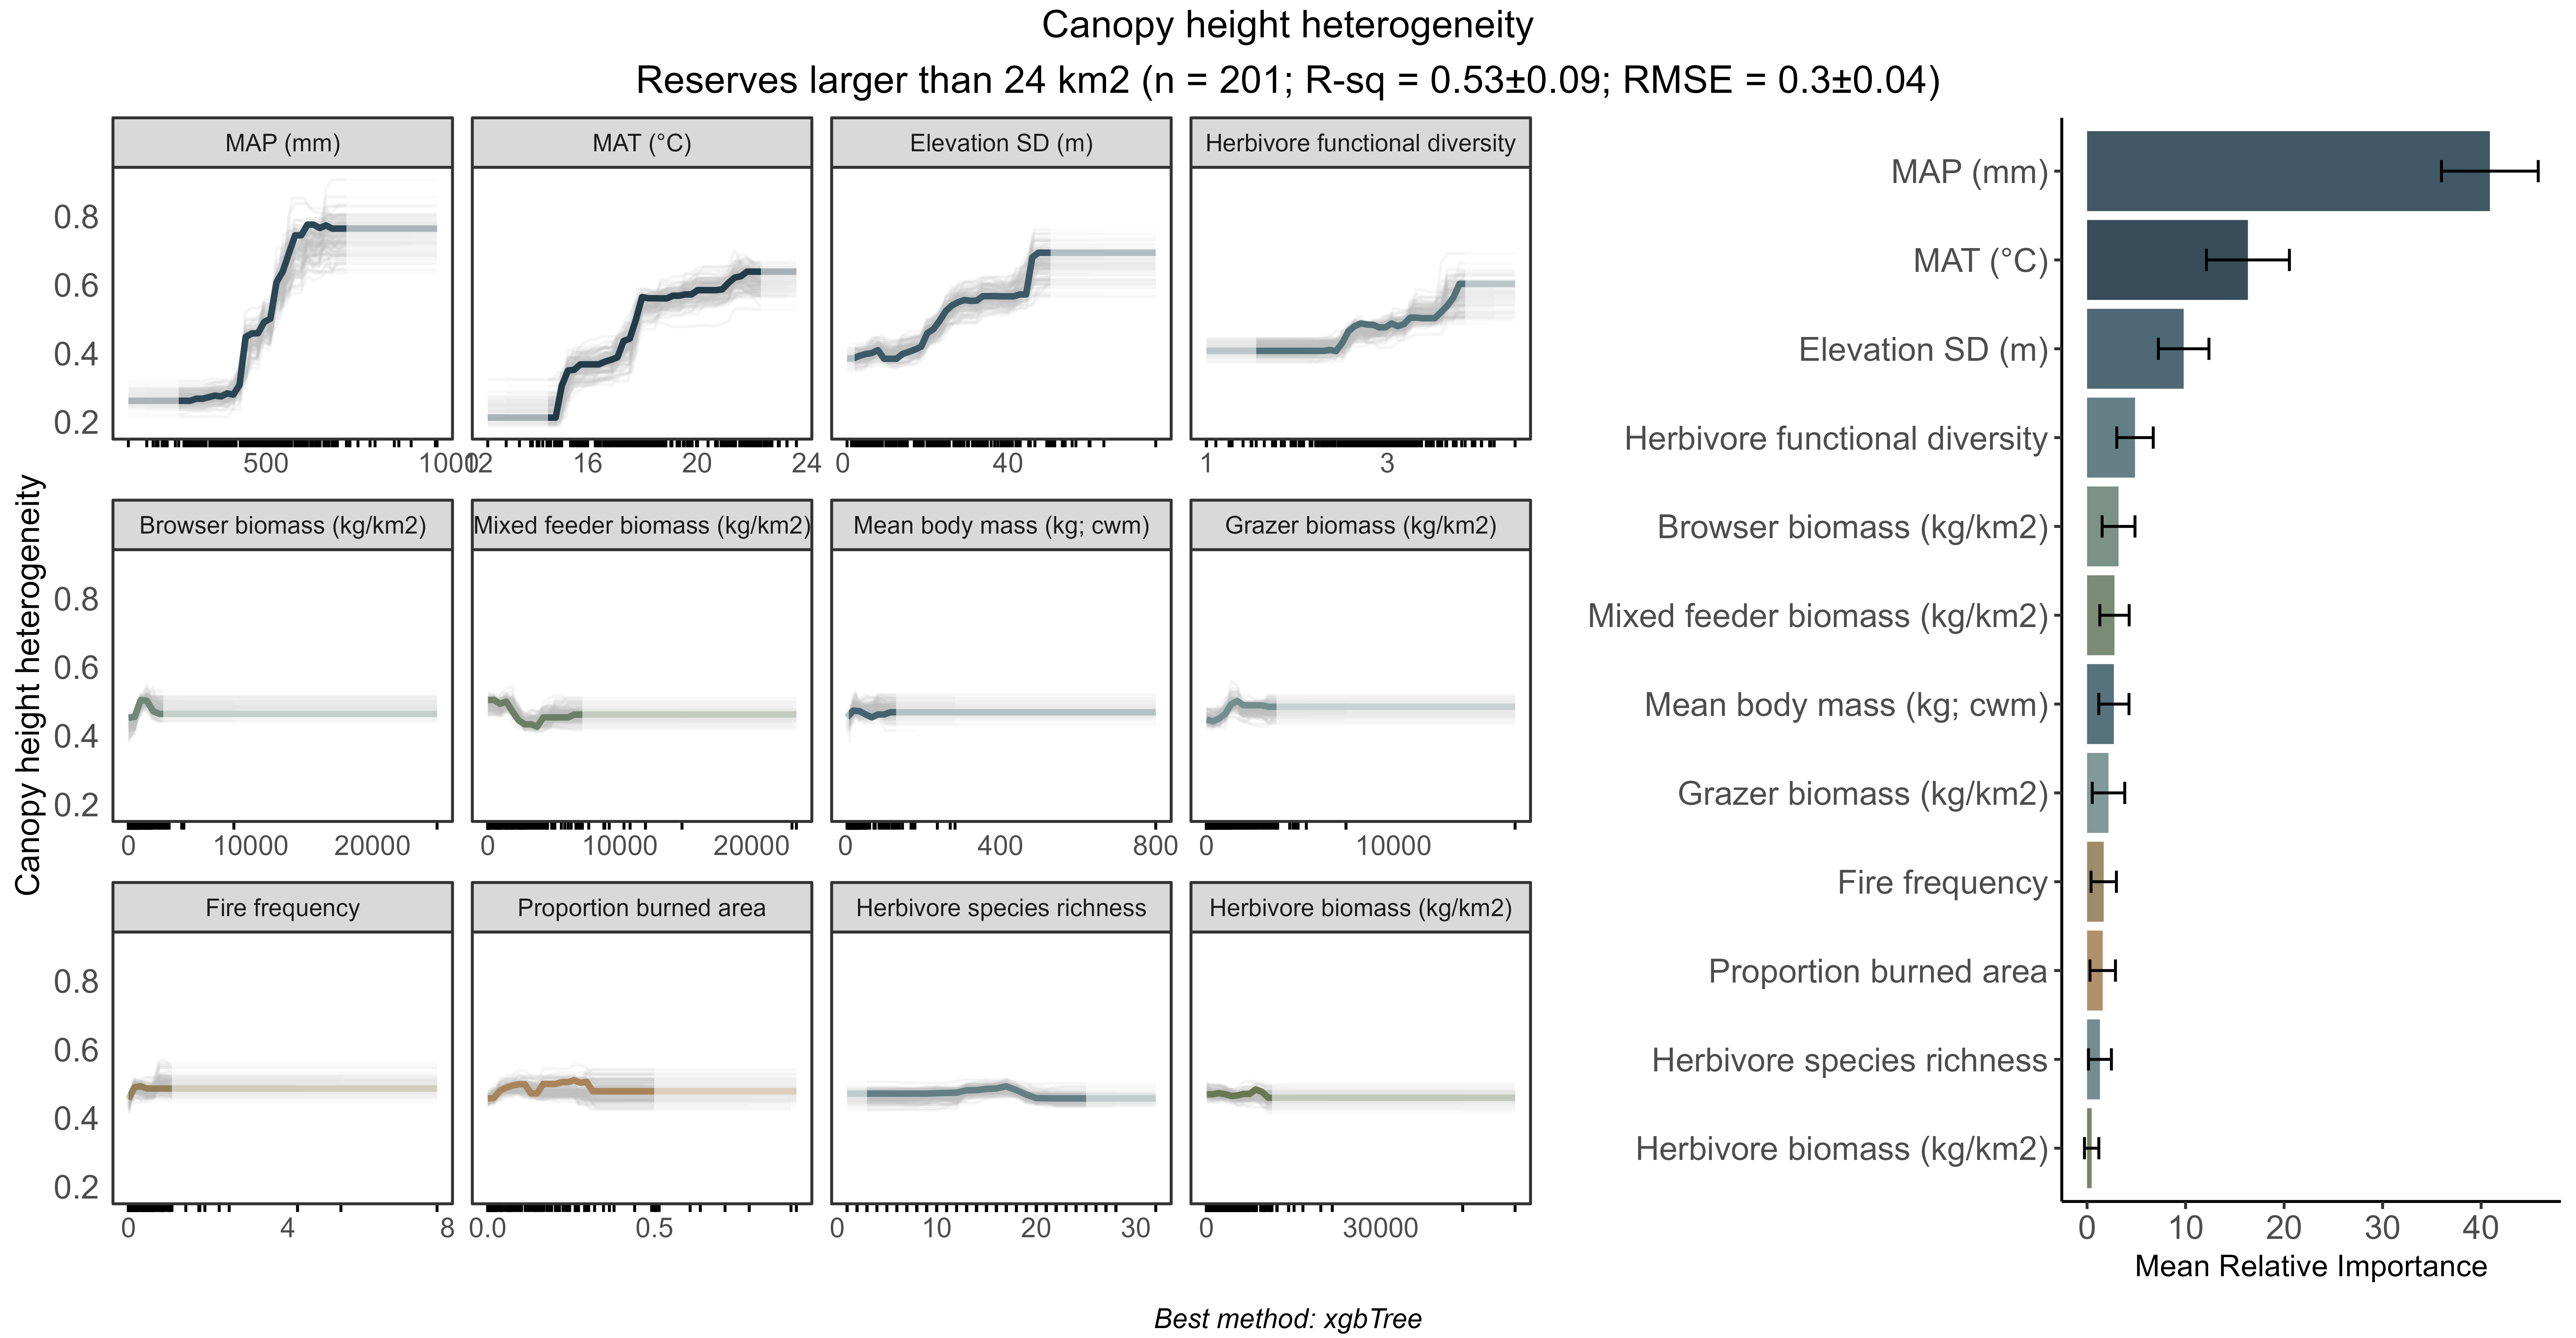 Canopy height heterogeneity
Reserves larger than 24 km2 (n = 201; R-sq = 0.53±0.09; RMSE = 0.3±0.04)
Canopy height heterogeneity
MAP (mm)
MAT (°C)
Elevation SD (m)
Herbivore functional diversity
0.8
0.6
0.4
0.2
500 1000
12 16 20 24
0 40
1 3
Browser biomass (kg/km2)
Mixed feeder biomass (kg/km2)
Mean body mass (kg; cwm)
Grazer biomass (kg/km2)
0.8
0.6
0.4
0.2
0 10000 20000
0 10000 20000
0 400 800
0 10000
Fire frequency
Proportion burned area
Herbivore species richness
Herbivore biomass (kg/km2)
0.8
0.6
0.4
0.2
0 4 8
0.0 0.5
0 10 20 30
0 30000
MAP (mm)
MAT (°C)
Elevation SD (m)
Herbivore functional diversity
Browser biomass (kg/km2)
Mixed feeder biomass (kg/km2)
Mean body mass (kg; cwm)
Grazer biomass (kg/km2)
Fire frequency
Proportion burned area
Herbivore species richness
Herbivore biomass (kg/km2)
0 10 20 30 40
Mean Relative Importance
Best method: xgbTree